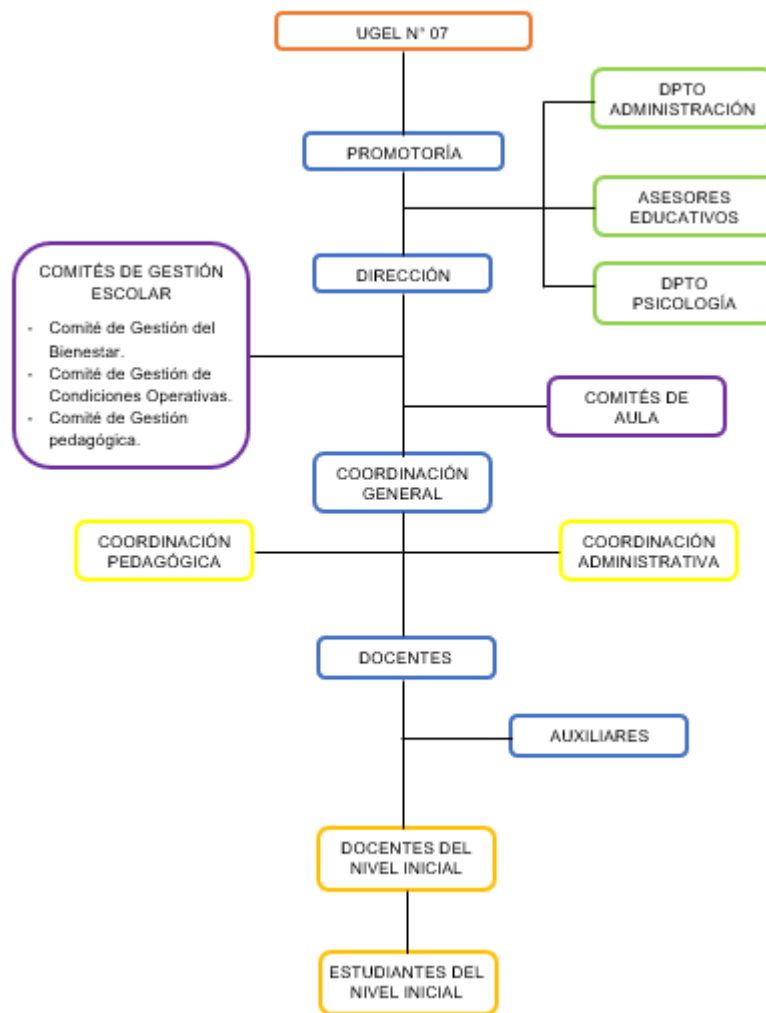 UGEL N° 07
DPTO
ADMINISTRACIÓN
PROMOTORÍA
ASESORES
EDUCATIVOS
DIRECCIÓN
DPTO
PSICOLOGÍA
COMITÉS DE GESTIÓN
ESCOLAR
- Comité de Gestión del
Bienestar.
- Comité de Gestión de
Condiciones Operativas.
- Comité de Gestión
pedagógica.
COMITÉS DE
AULA
COORDINACIÓN
GENERAL
COORDINACIÓN
PEDAGÓGICA
COORDINACIÓN
ADMINISTRATIVA
DOCENTES
AUXILIARES
DOCENTES DEL
NIVEL INICIAL
ESTUDIANTES DEL
NIVEL INICIAL